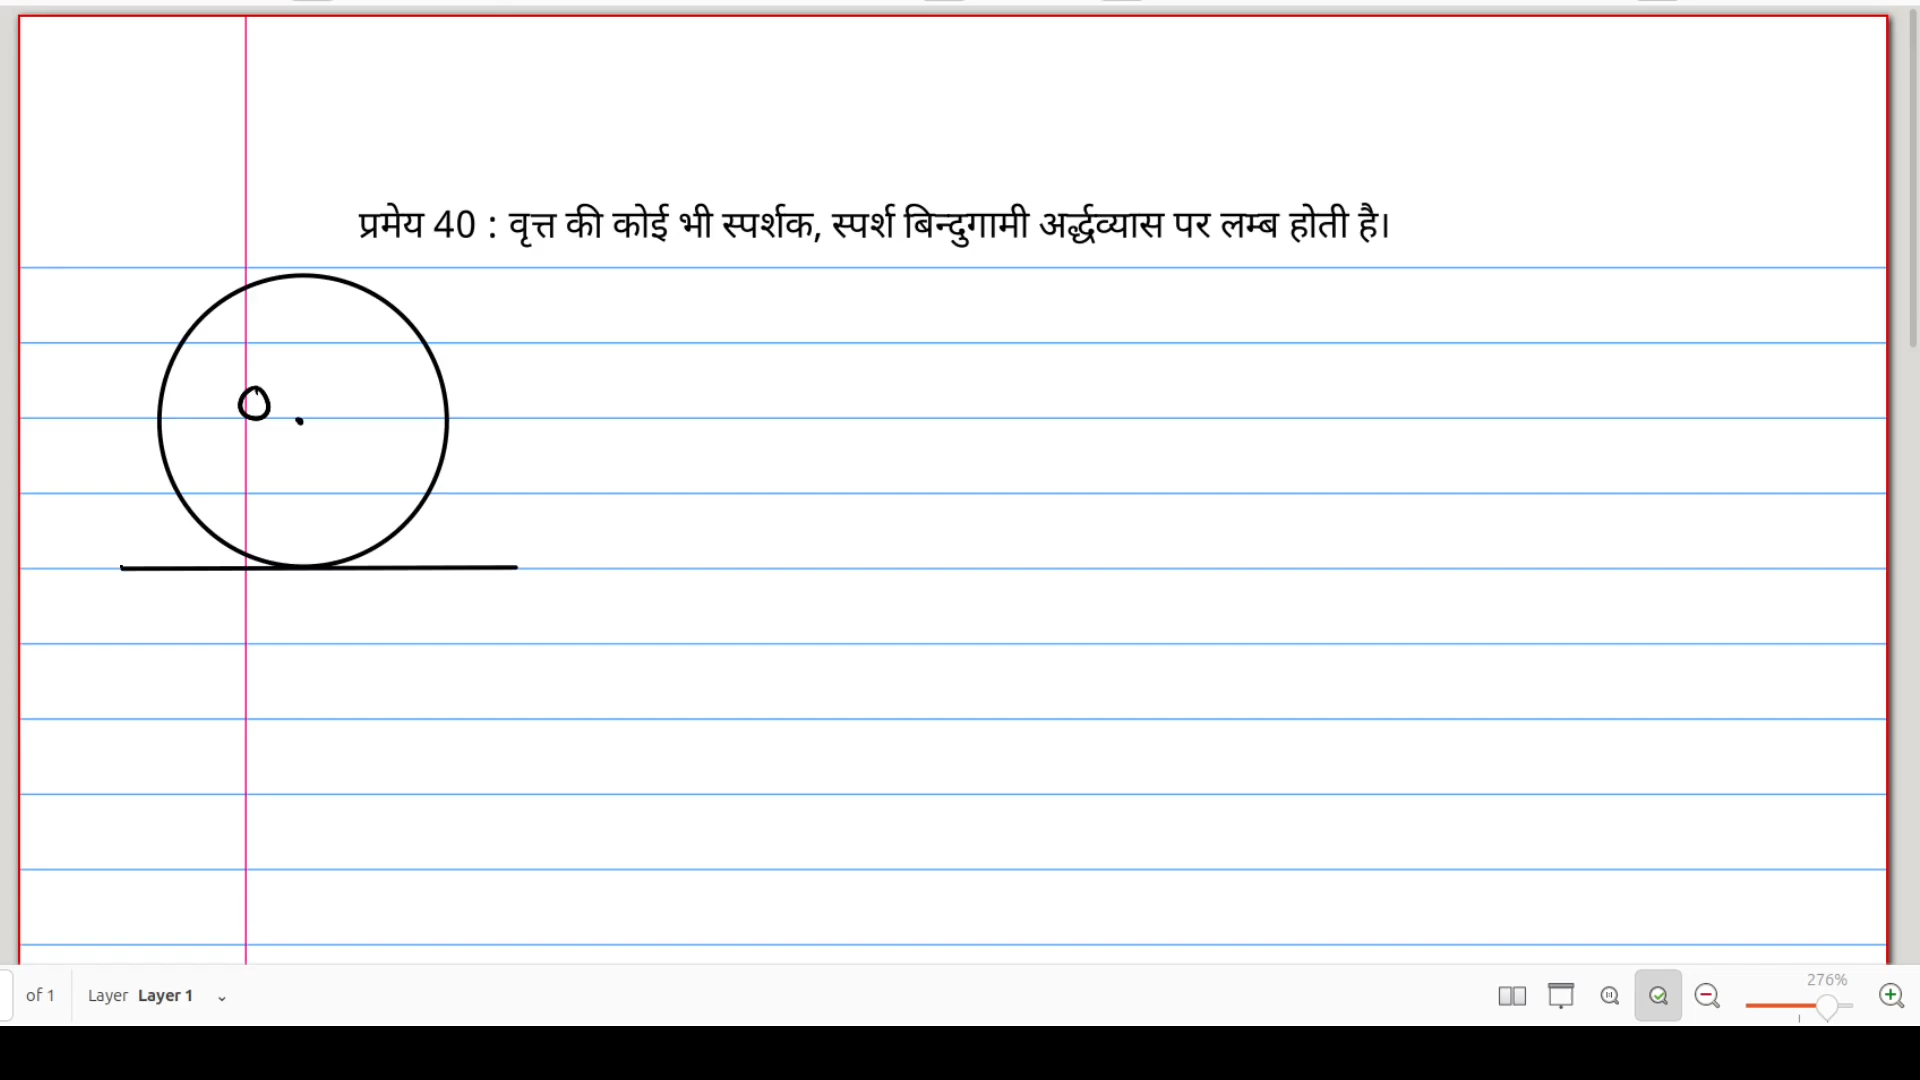 प्रमेय 40 : वृत्त की कोई भी स्पर्शक, स्पर्श बिन्दुगामी अर्द्धव्यास पर लम्ब होती है।
O
of 1 Layer Layer 1 276%